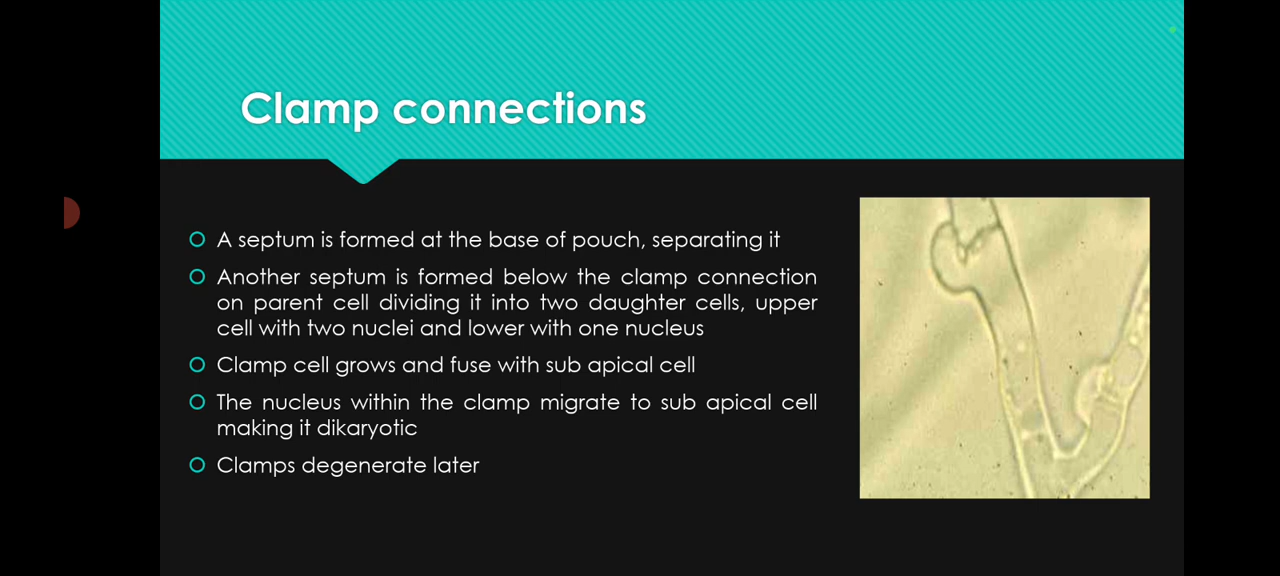 Clamp connections
A septum is formed at the base of pouch, separating it
Another septum is formed below the clamp connection
on parent cell dividing it into two daughter cells, upper
cell with two nuclei and lower with one nucleus
Clamp cell grows and fuse with sub apical cell
The nucleus within the clamp migrate to sub apical cell
making it dikaryotic
Clamps degenerate later